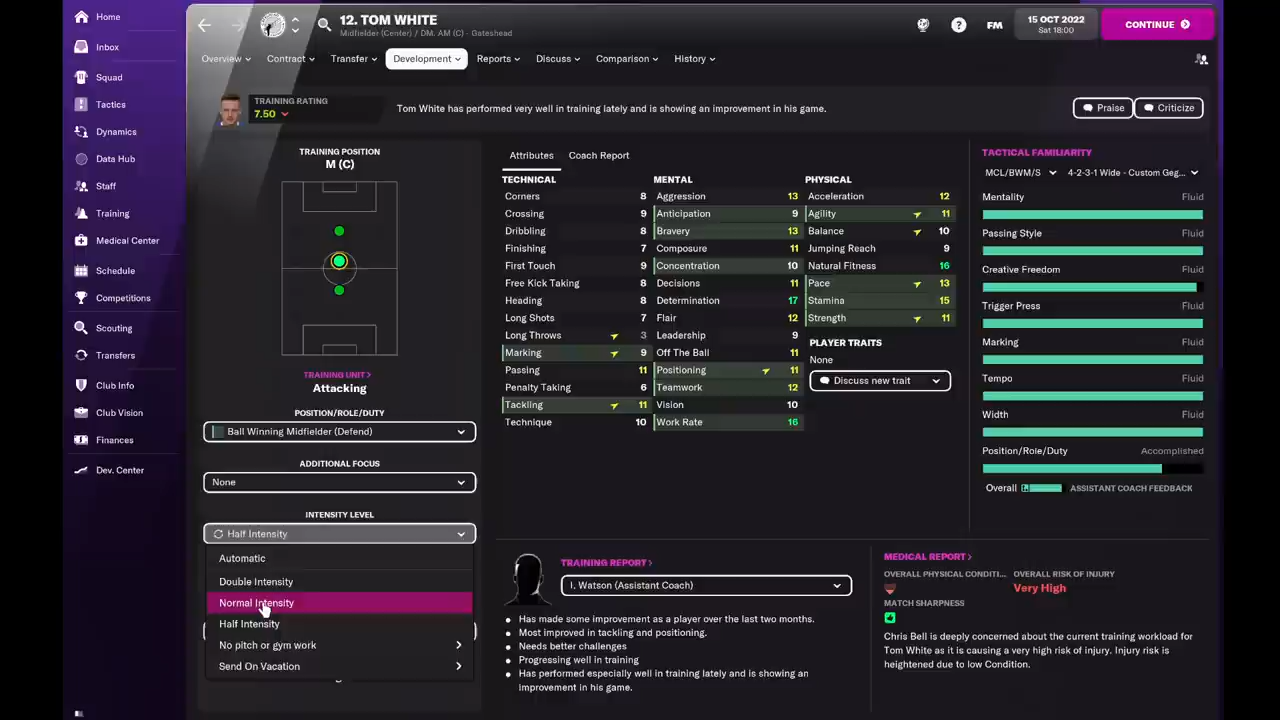 Home
Inbox
Squad
Tactics
Dynamics
Data Hub
Staff
Training
Medical Center
Schedule
Competitions
Scouting
Transfers
Club Info
Club Vision
Finances
Dev. Center
12. TOM WHITE
Midfielder (Center) / DM, AM (C) - Gateshead
?
FM
15 OCT 2022
Sat 18:00
CONTINUE
Overview
Contract
Transfer
Development
Reports
Discuss
Comparison
History
TRAINING RATING
7.50
Tom White has performed very well in training lately and is showing an improvement in his game.
Praise
Criticize
TRAINING POSITION
M (C)
TRAINING UNIT >
Attacking
POSITION/ROLE/DUTY
Ball Winning Midfielder (Defend)
ADDITIONAL FOCUS
None
INTENSITY LEVEL
Half Intensity
Automatic
Double Intensity
Normal Intensity
Half Intensity
No pitch or gym work
Send On Vacation
Attributes
Coach Report
TECHNICAL
Corners 8
Crossing 9
Dribbling 8
Finishing 7
First Touch 9
Free Kick Taking 8
Heading 8
Long Shots 7
Long Throws 3
Marking 9
Passing 11
Penalty Taking 6
Tackling 11
Technique 10
MENTAL
Aggression 13
Anticipation 9
Bravery 13
Composure 11
Concentration 10
Decisions 11
Determination 17
Flair 12
Leadership 9
Off The Ball 11
Positioning 11
Teamwork 12
Vision 10
Work Rate 16
PHYSICAL
Acceleration 12
Agility 11
Balance 10
Jumping Reach 9
Natural Fitness 16
Pace 13
Stamina 15
Strength 11
PLAYER TRAITS
None
Discuss new trait
TACTICAL FAMILIARITY
MCL/BWM/S
4-2-3-1 Wide - Custom Geg...
Mentality Fluid
Passing Style Fluid
Creative Freedom Fluid
Trigger Press Fluid
Marking Fluid
Tempo Fluid
Width Fluid
Position/Role/Duty Accomplished
Overall
ASSISTANT COACH FEEDBACK
TRAINING REPORT >
I. Watson (Assistant Coach)
Has made some improvement as a player over the last two months.
Most improved in tackling and positioning.
Needs better challenges
Progressing well in training
Has performed especially well in training lately and is showing an
improvement in his game.
MEDICAL REPORT >
OVERALL PHYSICAL CONDITI...
OVERALL RISK OF INJURY
Very High
MATCH SHARPNESS
Chris Bell is deeply concerned about the current training workload for
Tom White as it is causing a very high risk of injury. Injury risk is
heightened due to low Condition.